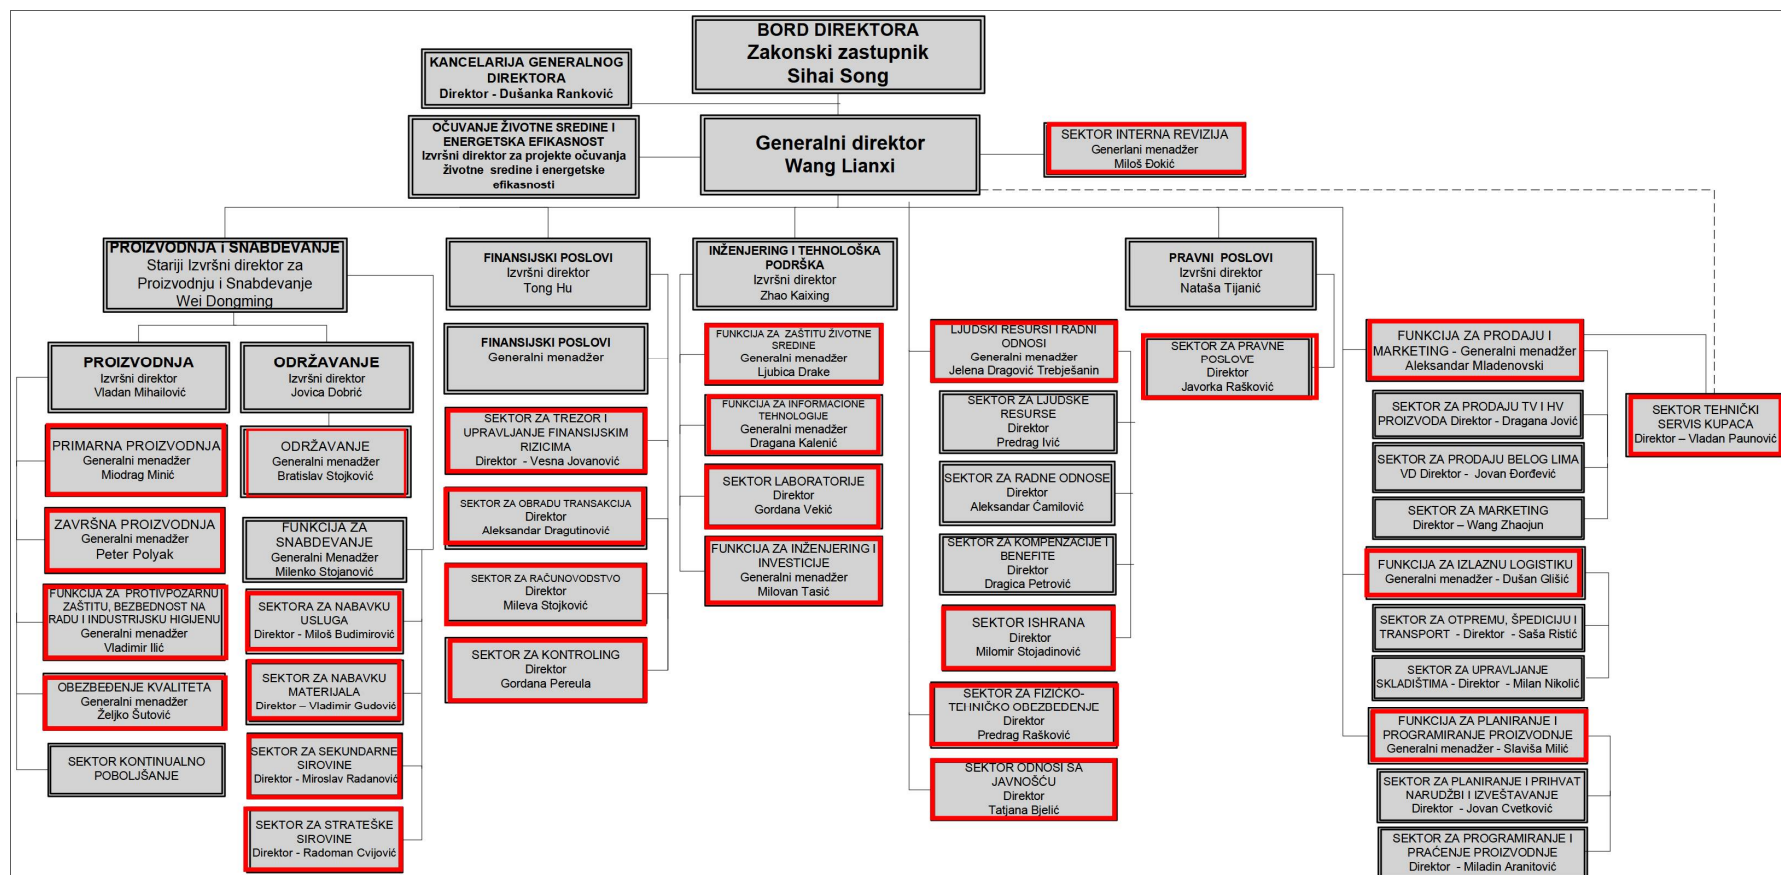 BORD DIREKTORA
Zakonski zastupnik
Sihai Song
KANCELARIJA GENERALNOG
DIREKTORA
Direktor - Dušanka Ranković
OČUVANJE ŽIVOTNE SREDINE I
ENERGETSKA EFIKASNOST
Izvršni direktor za projekte očuvanja
životne sredine i energetske
efikasnosti
Generalni direktor
Wang Lianxi
SEKTOR INTERNA REVIZIJA
Generlani menadžer
Miloš Đokić
PROIZVODNJA i SNABDEVANJE
Stariji Izvršni direktor za
Proizvodnju i Snabdevanje
Wei Dongming
PROIZVODNJA
Izvršni direktor
Vladan Mihailović
PRIMARNA PROIZVODNJA
Generalni menadžer
Miodrag Minić
ZAVRŠNA PROIZVODNJA
Generalni menadžer
Peter Polyak
FUNKCIJA ZA PROTIVPOŽARNU
ZAŠTITU, BEZBEDNOST NA
RADU I INDUSTRIJSKU HIGIJENU
Generalni menadžer
Vladimir Ilić
OBEZBEĐENJE KVALITETA
Generalni menadžer
Željko Šutović
SEKTOR KONTINUALNO
POBOLJŠANJE
ODRŽAVANJE
Izvršni direktor
Jovica Dobrić
ODRŽAVANJE
Generalni menadžer
Bratislav Stojković
FUNKCIJA ZA
SNABDEVANJE
Generalni Menadžer
Milenko Stojanović
SEKTORA ZA NABAVKU
USLUGA
Direktor - Miloš Budimirović
SEKTOR ZA NABAVKU
MATERIJALA
Direktor – Vladimir Gudović
SEKTOR ZA SEKUNDARNE
SIROVINE
Direktor - Miroslav Radanović
SEKTOR ZA STRATEŠKE
SIROVINE
Direktor - Radoman Cvijović
FINANSIJSKI POSLOVI
Izvršni direktor
Tong Hu
FINANSIJSKI POSLOVI
Generalni menadžer
SEKTOR ZA TREZOR I
UPRAVLJANJE FINANSIJSKIM
RIZICIMA
Direktor - Vesna Jovanović
SEKTOR ZA OBRADU TRANSAKCIJA
Direktor
Aleksandar Dragutinović
SEKTOR ZA RAČUNOVODSTVO
Direktor
Mileva Stojković
SEKTOR ZA KONTROLING
Direktor
Gordana Pereula
INŽENJERING I TEHNOLOŠKA
PODRŠKA
Izvršni direktor
Zhao Kaixing
FUNKCIJA ZA ZAŠTITU ŽIVOTNE
SREDINE
Generalni menadžer
Ljubica Drake
FUNKCIJA ZA INFORMACIONE
TEHNOLOGIJE
Generalni menadžer
Dragana Kalenić
SEKTOR LABORATORIJE
Direktor
Gordana Vekić
FUNKCIJA ZA INŽENJERING I
INVESTICIJE
Generalni menadžer
Milovan Tasić
LJUDSKI RESURSI I RADNI
ODNOSI
Generalni menadžer
Jelena Dragović Trebješanin
SEKTOR ZA LJUDSKE
RESURSE
Direktor
Predrag Ivić
SEKTOR ZA RADNE ODNOSE
Direktor
Aleksandar Ćamilović
SEKTOR ZA KOMPENZACIJE I
BENEFITE
Direktor
Dragica Petrović
SEKTOR ISHRANA
Direktor
Milomir Stojadinović
SEKTOR ZA FIZIČKO-
TEHNIČKO OBEZBEĐENJE
Direktor
Predrag Rašković
SEKTOR ODNOSI SA
JAVNOŠĆU
Direktor
Tatjana Bjelić
PRAVNI POSLOVI
Izvršni direktor
Nataša Tijanić
SEKTOR ZA PRAVNE
POSLOVE
Direktor
Javorka Rašković
FUNKCIJA ZA PRODAJU I
MARKETING - Generalni menadžer
Aleksandar Mladenovski
SEKTOR ZA PRODAJU TV I HV
PROIZVODA Direktor - Dragana Jović
SEKTOR ZA PRODAJU BELOG LIMA
VD Direktor - Jovan Đorđević
SEKTOR ZA MARKETING
Direktor – Wang Zhaojun
FUNKCIJA ZA IZLAZNU LOGISTIKU
Generalni menadžer - Dušan Glišić
SEKTOR ZA OTPREMU, ŠPEDICIJU I
TRANSPORT - Direktor - Saša Ristić
SEKTOR ZA UPRAVLJANJE
SKLADIŠTIMA - Direktor - Milan Nikolić
FUNKCIJA ZA PLANIRANJE I
PROGRAMIRANJE PROIZVODNJE
Generalni menadžer - Slaviša Milić
SEKTOR ZA PLANIRANJE I PRIHVAT
NARUDŽBI I IZVEŠTAVANJE
Direktor - Jovan Cvetković
SEKTOR ZA PROGRAMIRANJE I
PRAĆENJE PROIZVODNJE
Direktor - Miladin Aranitović
SEKTOR TEHNIČKI
SERVIS KUPACA
Direktor – Vladan Paunović